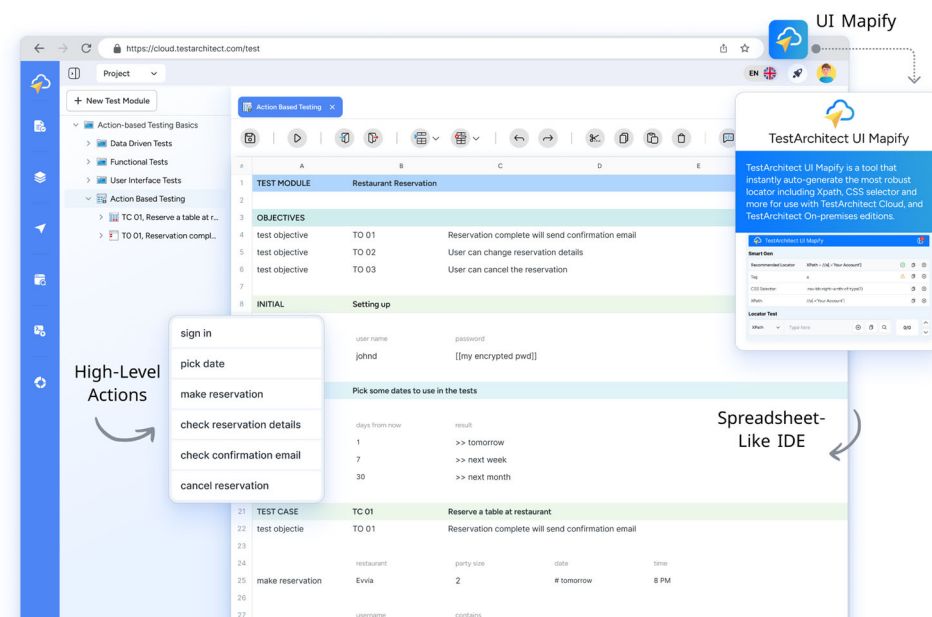 UI Mapify
https://cloud.testarchitect.com/test
Project
EN
+ New Test Module
Action-based Testing Basics
Data Driven Tests
Functional Tests
User Interface Tests
Action Based Testing
TC 01, Reserve a table at r...
TO 01, Reservation compl...
Action Based Testing ×
# A B C D E
1 TEST MODULE Restaurant Reservation
2
3 OBJECTIVES
4 test objective TO 01 Reservation complete will send confirmation email
5 test objective TO 02 User can change reservation details
6 test objective TO 03 User can cancel the reservation
7
8 INITIAL Setting up
user name password
johnd [[my encrypted pwd]]
Pick some dates to use in the tests
days from now result
1 >> tomorrow
7 >> next week
30 >> next month
21 TEST CASE TC 01 Reserve a table at restaurant
22 test objectie TO 01 Reservation complete will send confirmation email
23
24 restaurant party size date time
25 make reservation Evvia 2 # tomorrow 8 PM
26
27 username contains
High-Level
Actions
sign in
pick date
make reservation
check reservation details
check confirmation email
cancel reservation
Spreadsheet-
Like IDE
TestArchitect UI Mapify
TestArchitect UI Mapify is a tool that
instantly auto-generate the most robust
locator including Xpath, CSS selector and
more for use with TestArchitect Cloud, and
TestArchitect On-premises editions.
TestArchitect UI Mapify
Smart Gen
Recommended Locator
Tag a
CSS Selector
XPath
Locator Test
XPath Type here 0/0